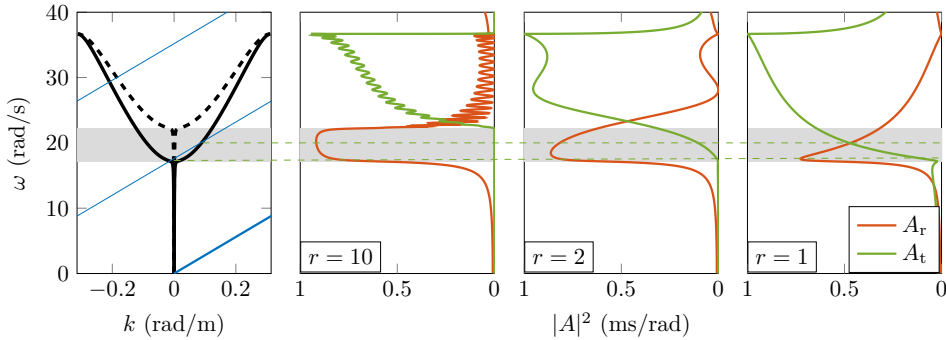 40
30
20
10
0
ω (rad/s)
−0.2 0 0.2
k (rad/m)
r = 10
1 0.5 0
r = 2
1 0.5 0
|A|² (ms/rad)
A_r
A_t
r = 1
1 0.5 0